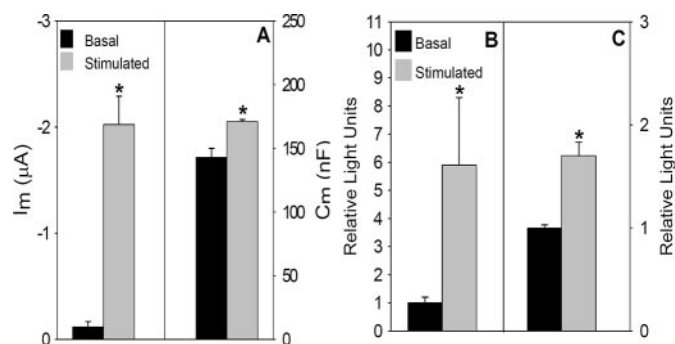 -3
-2
-1
0
Im (µA)
Basal
Stimulated
*
*
A
250
200
150
100
50
0
Cm (nF)
11
10
9
8
7
6
5
4
3
2
1
0
Relative Light Units
Basal
Stimulated
B
*
C
*
3
2
1
0
Relative Light Units